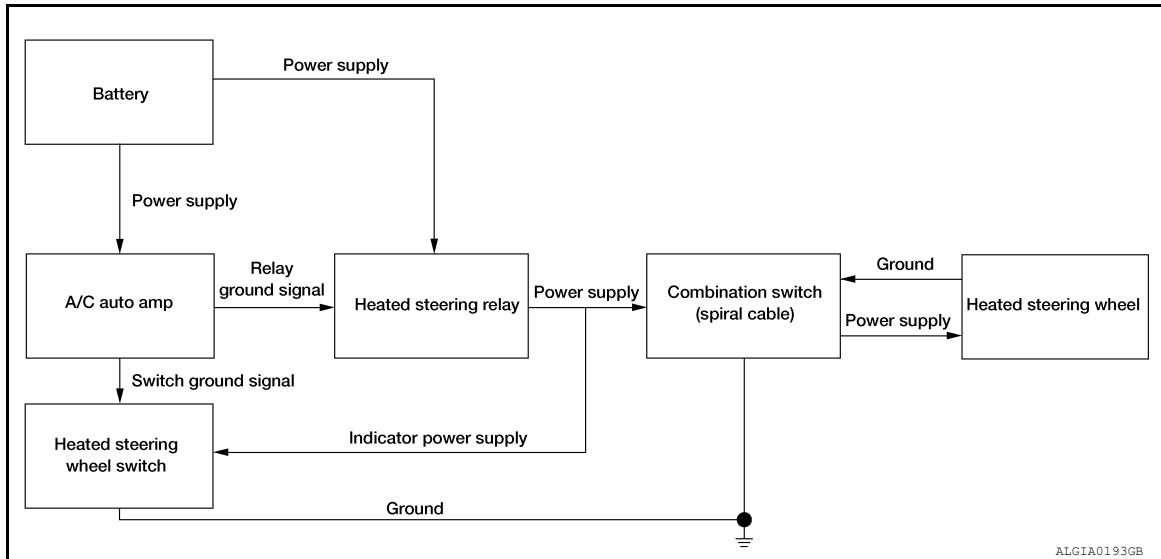 Power supply
Battery
Power supply
A/C auto amp
Relay
ground signal
Heated steering relay
Power supply
Combination switch
(spiral cable)
Ground
Power supply
Heated steering wheel
Switch ground signal
Heated steering
wheel switch
Indicator power supply
Ground
ALGIA0193GB